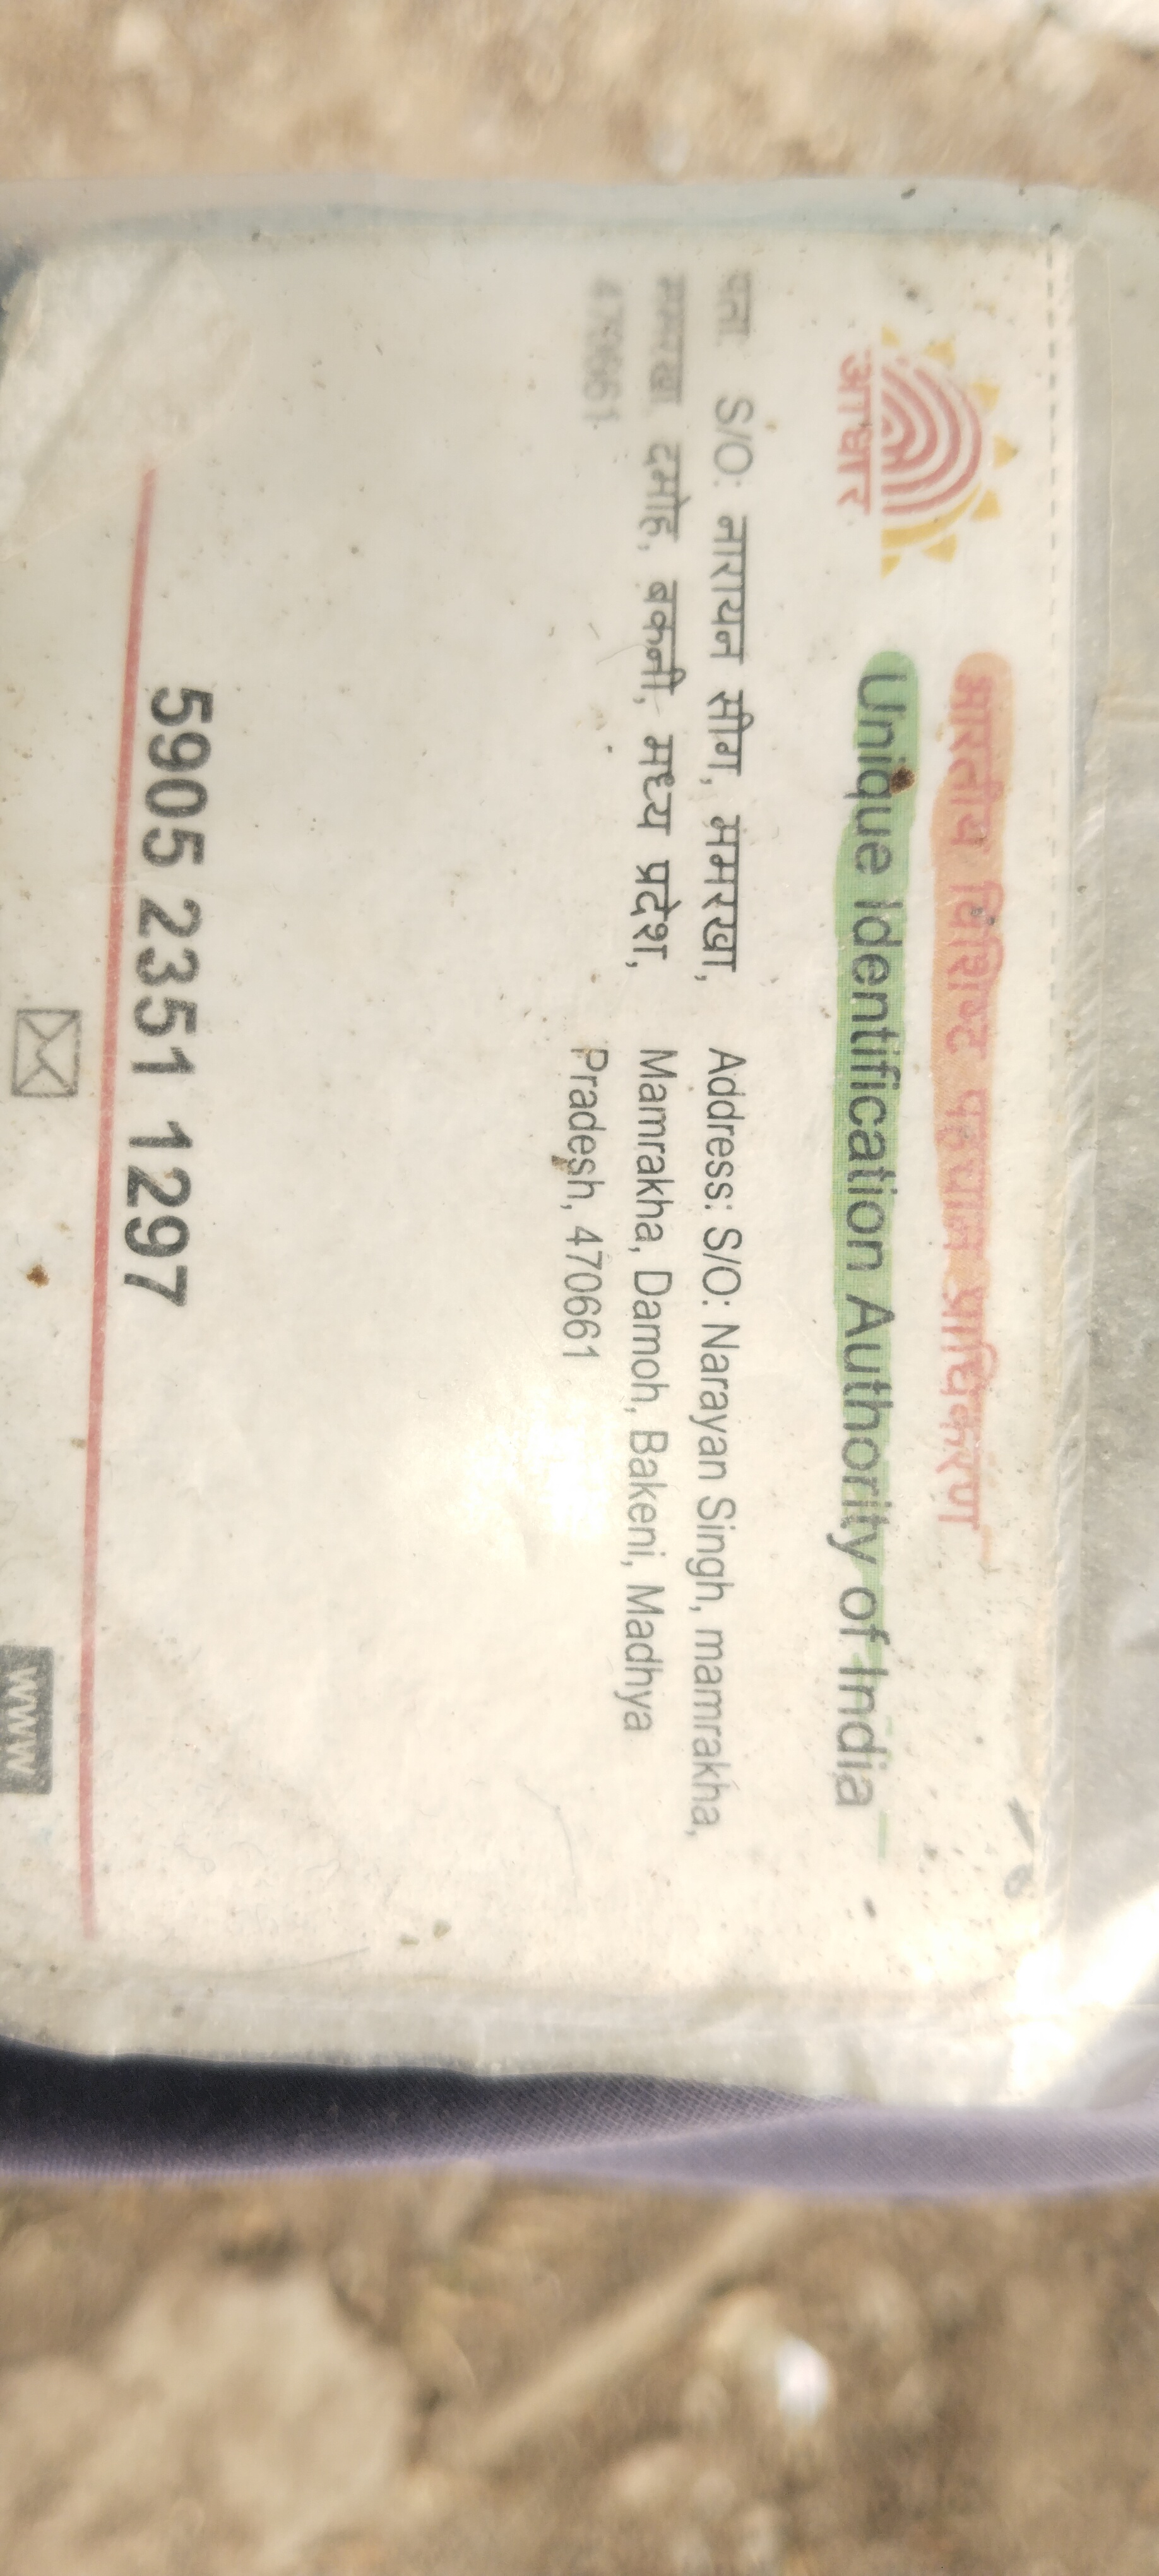 भारतीय विशिष्ट पहचान प्राधिकरण
Unique Identification Authority of India
आधार
पता: S/O: नारायन सींग, ममरखा,
ममरखा, दमोह, बकेनी, मध्य प्रदेश,
470661
Address: S/O: Narayan Singh, mamrakha,
Mamrakha, Damoh, Bakeni, Madhya
Pradesh, 470661
5905 2351 1297
www